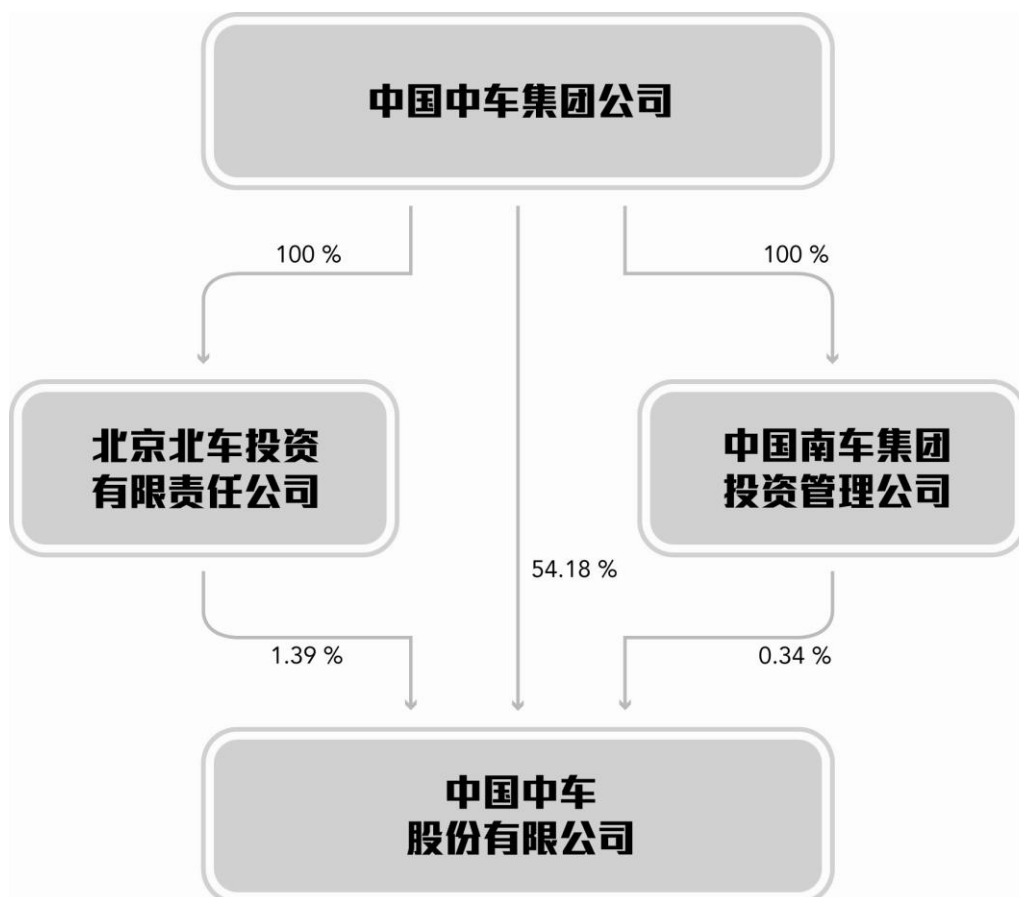 中国中车集团公司
100 %
100 %
北京北车投资
有限责任公司
中国南车集团
投资管理公司
54.18 %
1.39 %
0.34 %
中国中车
股份有限公司